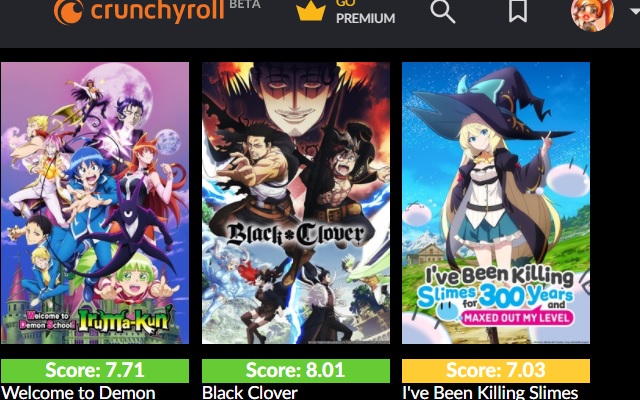 crunchyroll BETA
GO
PREMIUM
Welcome to
Demon School!
Iruma-kun
Black Clover
I've Been Killing
Slimes for 300 Years
and
MAXED OUT MY LEVEL
Score: 7.71
Score: 8.01
Score: 7.03
Welcome to Demon
Black Clover
I've Been Killing Slimes